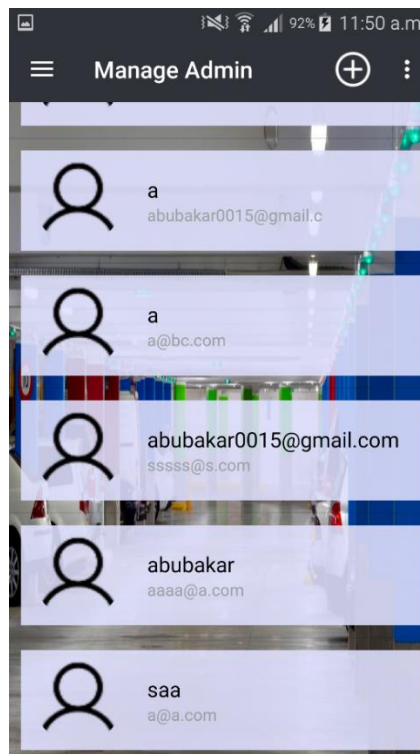 92% 11:50 a.m
Manage Admin
a
abubakar0015@gmail.c
a
a@bc.com
abubakar0015@gmail.com
sssss@s.com
abubakar
aaaa@a.com
saa
a@a.com